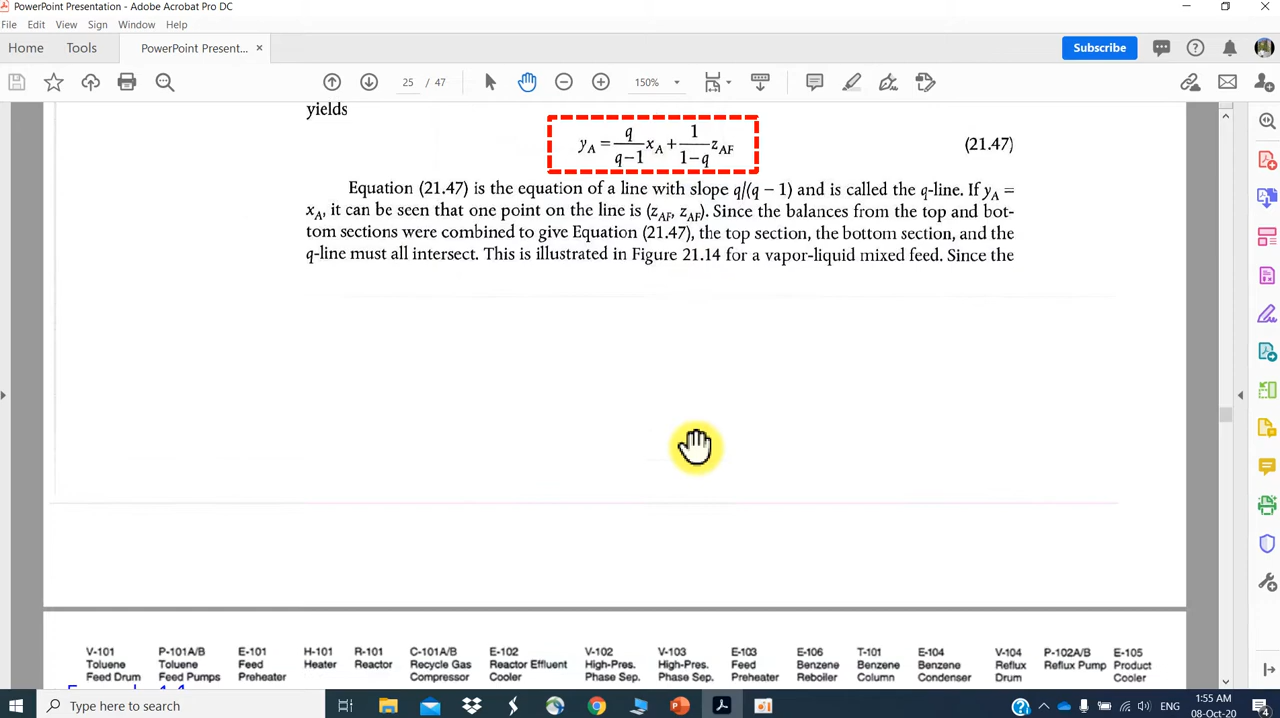 PowerPoint Presentation - Adobe Acrobat Pro DC
File Edit View Sign Window Help
Home Tools PowerPoint Present... × Subscribe
25 / 47 150%
yields
y_A = q/(q−1) x_A + 1/(1−q) z_AF (21.47)
Equation (21.47) is the equation of a line with slope q/(q − 1) and is called the q-line. If y_A =
x_A, it can be seen that one point on the line is (z_AF, z_AF). Since the balances from the top and bot-
tom sections were combined to give Equation (21.47), the top section, the bottom section, and the
q-line must all intersect. This is illustrated in Figure 21.14 for a vapor-liquid mixed feed. Since the
V-101 P-101A/B E-101 H-101 R-101 C-101A/B E-102 V-102 V-103 E-103 E-106 T-101 E-104 V-104 P-102A/B E-105
Toluene Toluene Feed Heater Reactor Recycle Gas Reactor Effluent High-Pres. High-Pres. Feed Benzene Benzene Benzene Reflux Reflux Pump Product
Feed Drum Feed Pumps Preheater Compressor Cooler Phase Sep. Phase Sep. Preheater Reboiler Column Condenser Drum Cooler
Type here to search
ENG
1:55 AM
08-Oct-20
4